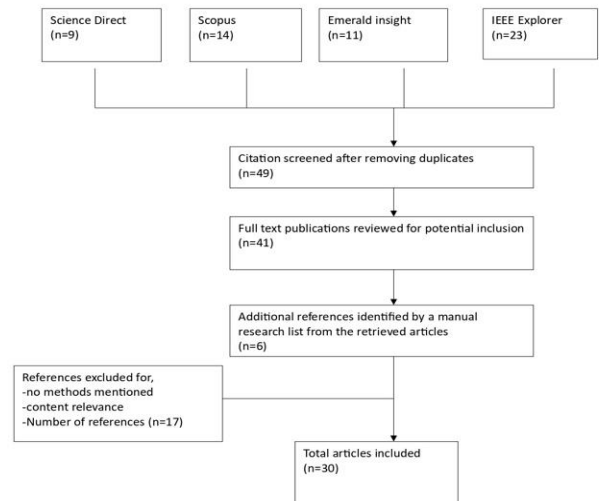 Science Direct
(n=9)
Scopus
(n=14)
Emerald insight
(n=11)
IEEE Explorer
(n=23)
Citation screened after removing duplicates
(n=49)
Full text publications reviewed for potential inclusion
(n=41)
Additional references identified by a manual
research list from the retrieved articles
(n=6)
References excluded for,
-no methods mentioned
-content relevance
-Number of references (n=17)
Total articles included
(n=30)